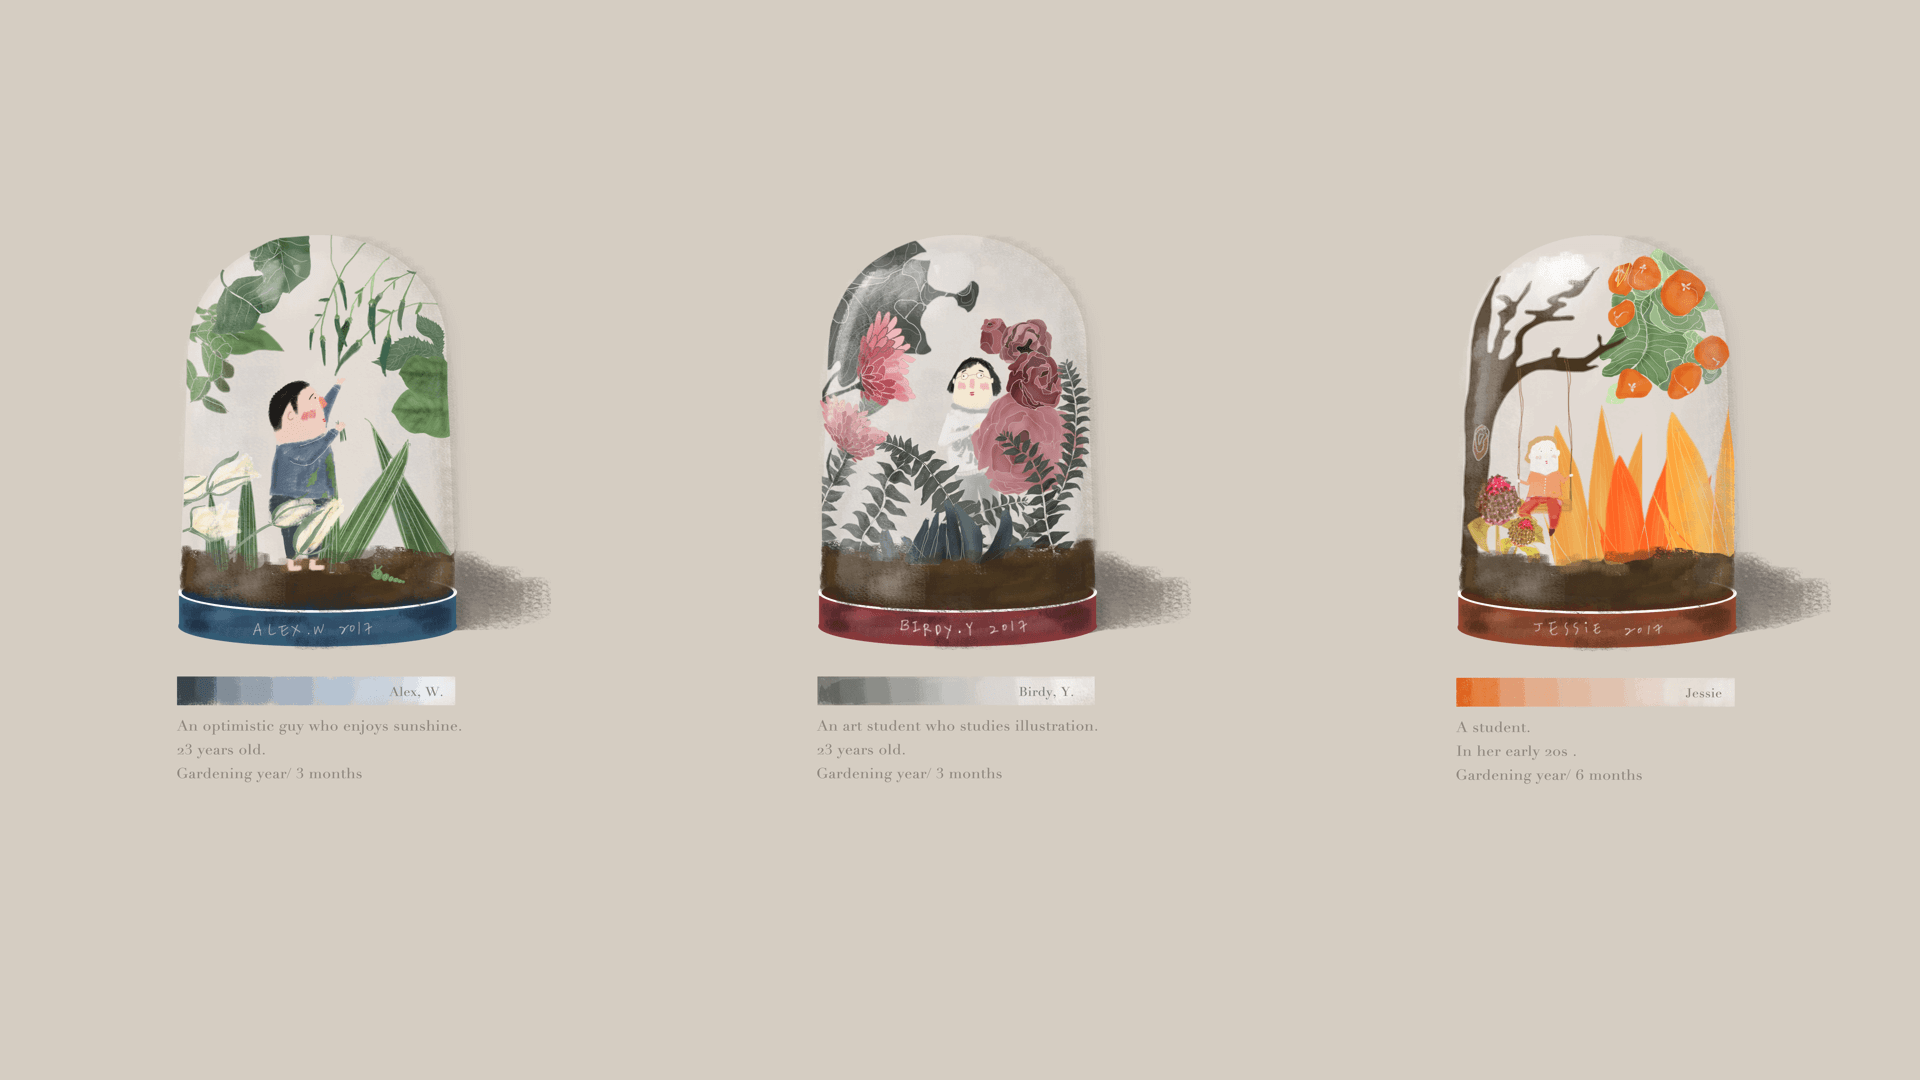 ALEX.W 2017
BIRDY.Y 2017
JESSiE 2017
Alex, W.
An optimistic guy who enjoys sunshine.
23 years old.
Gardening year/ 3 months
Birdy, Y.
An art student who studies illustration.
23 years old.
Gardening year/ 3 months
Jessie
A student.
In her early 20s .
Gardening year/ 6 months